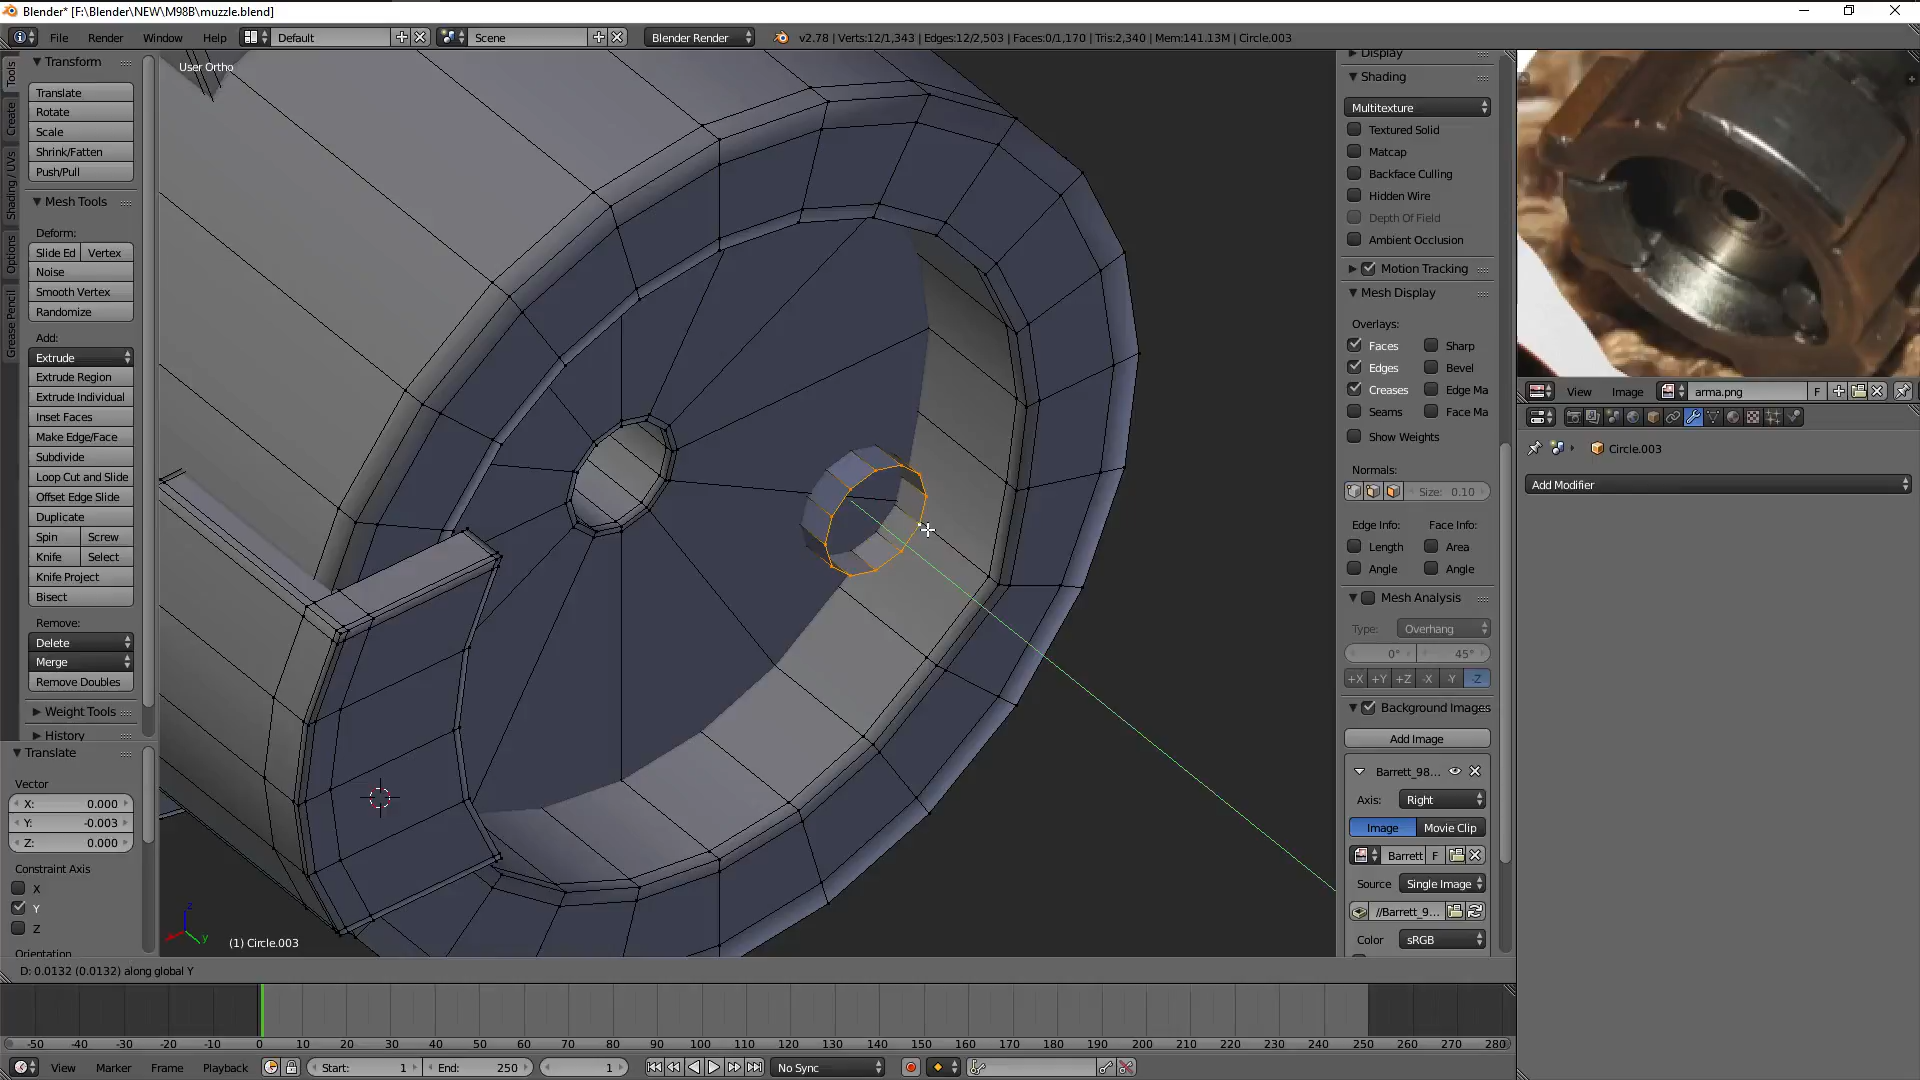 Blender* [F:\Blender\NEW\M98B\muzzle.blend]
File Render Window Help Default Scene Blender Render v2.78 | Verts:12/1,343 | Edges:12/2,503 | Faces:0/1,170 | Tris:2,340 | Mem:141.13M | Circle.003
Tools
Create
Shading / UVs
Options
Grease Pencil
Transform
Translate
Rotate
Scale
Shrink/Fatten
Push/Pull
Mesh Tools
Deform:
Slide Ed Vertex
Noise
Smooth Vertex
Randomize
Add:
Extrude
Extrude Region
Extrude Individual
Inset Faces
Make Edge/Face
Subdivide
Loop Cut and Slide
Offset Edge Slide
Duplicate
Spin Screw
Knife Select
Knife Project
Bisect
Remove:
Delete
Merge
Remove Doubles
Weight Tools
History
Translate
Vector
X: 0.000
Y: -0.003
Z: 0.000
Constraint Axis
X
Y
Z
Orientation
User Ortho
z
y
(1) Circle.003
D: 0.0132 (0.0132) along global Y
Display
Shading
Multitexture
Textured Solid
Matcap
Backface Culling
Hidden Wire
Depth Of Field
Ambient Occlusion
Motion Tracking
Mesh Display
Overlays:
Faces Sharp
Edges Bevel
Creases Edge Ma
Seams Face Ma
Show Weights
Normals:
Size: 0.10
Edge Info: Face Info:
Length Area
Angle Angle
Mesh Analysis
Type: Overhang
0° 45°
+X +Y +Z -X -Y -Z
Background Images
Add Image
Barrett_98...
Axis: Right
Image Movie Clip
Barrett F
Source Single Image
//Barrett_9...
Color sRGB
View Image arma.png F
Circle.003
Add Modifier
-50 -40 -30 -20 -10 0 10 20 30 40 50 60 70 80 90 100 110 120 130 140 150 160 170 180 190 200 210 220 230 240 250 260 270 280
View Marker Frame Playback Start: 1 End: 250 1 No Sync